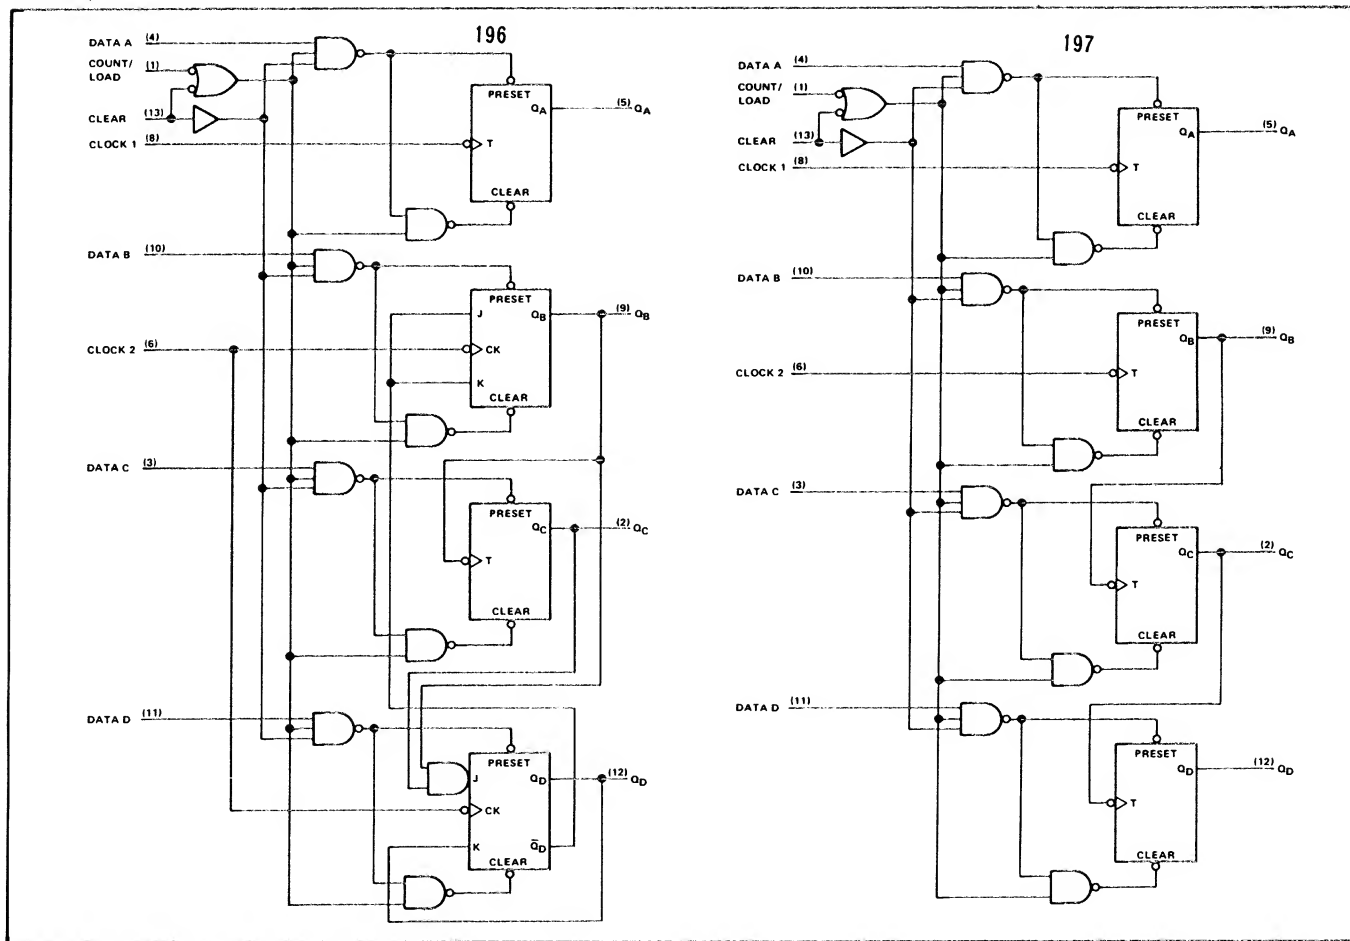 196
DATA A (4)
COUNT/
LOAD (1)
CLEAR (13)
CLOCK 1 (8)
PRESET
QA (5) QA
T
CLEAR
DATA B (10)
PRESET
J QB (9) QB
CLOCK 2 (6)
CK
K
CLEAR
DATA C (3)
PRESET
QC (2) QC
T
CLEAR
DATA D (11)
PRESET
J QD (12) QD
CK
K Q̄D
CLEAR
197
DATA A (4)
COUNT/
LOAD (1)
CLEAR (13)
CLOCK 1 (8)
PRESET
QA (5) QA
T
CLEAR
DATA B (10)
PRESET
QB (9) QB
CLOCK 2 (6)
T
CLEAR
DATA C (3)
PRESET
QC (2) QC
T
CLEAR
DATA D (11)
PRESET
QD (12) QD
T
CLEAR